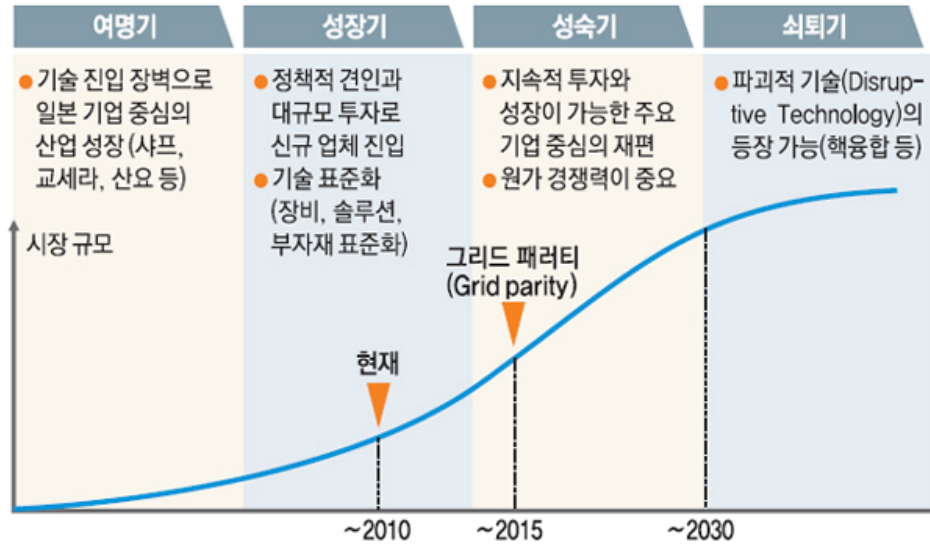 여명기
성장기
성숙기
쇠퇴기
● 기술 진입 장벽으로
일본 기업 중심의
산업 성장 (샤프,
교세라, 산요 등)
● 정책적 견인과
대규모 투자로
신규 업체 진입
● 기술 표준화
(장비, 솔루션,
부자재 표준화)
● 지속적 투자와
성장이 가능한 주요
기업 중심의 재편
● 원가 경쟁력이 중요
● 파괴적 기술(Disrup-
tive Technology)의
등장 가능(핵융합 등)
시장 규모
현재
그리드 패러티
(Grid parity)
~2010
~2015
~2030